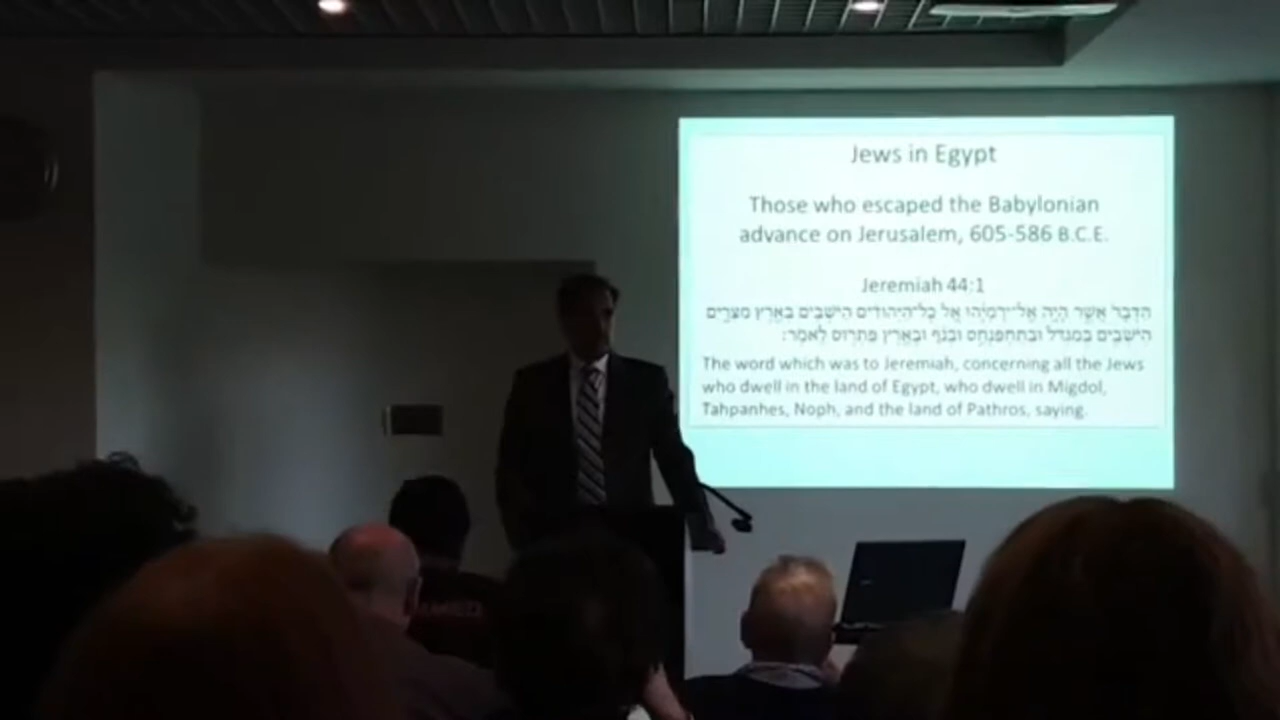 Jews in Egypt
Those who escaped the Babylonian
advance on Jerusalem, 605-586 B.C.E.
Jeremiah 44:1
הַדָּבָר אֲשֶׁר הָיָה אֶל־יִרְמְיָהוּ אֶל כָּל־הַיְּהוּדִים הַיֹּשְׁבִים בְּאֶרֶץ מִצְרָיִם
הַיֹּשְׁבִים בְּמִגְדֹּל וּבְתַחְפַּנְחֵס וּבְנֹף וּבְאֶרֶץ פַּתְרוֹס לֵאמֹר׃
The word which was to Jeremiah, concerning all the Jews
who dwell in the land of Egypt, who dwell in Migdol,
Tahpanhes, Noph, and the land of Pathros, saying.